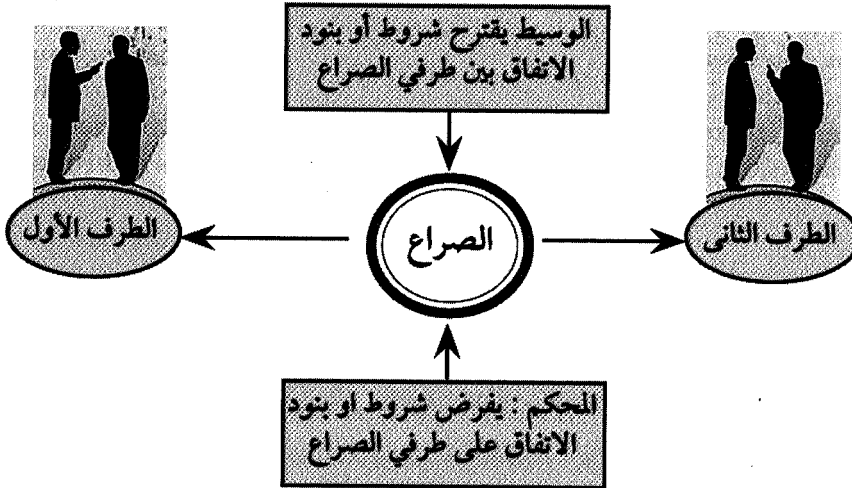 الوسيط يقترح شروط أو بنود
الاتفاق بين طرفي الصراع
الطرف الثانى
الصراع
الطرف الأول
المحكم : يفرض شروط او بنود
الاتفاق على طرفي الصراع